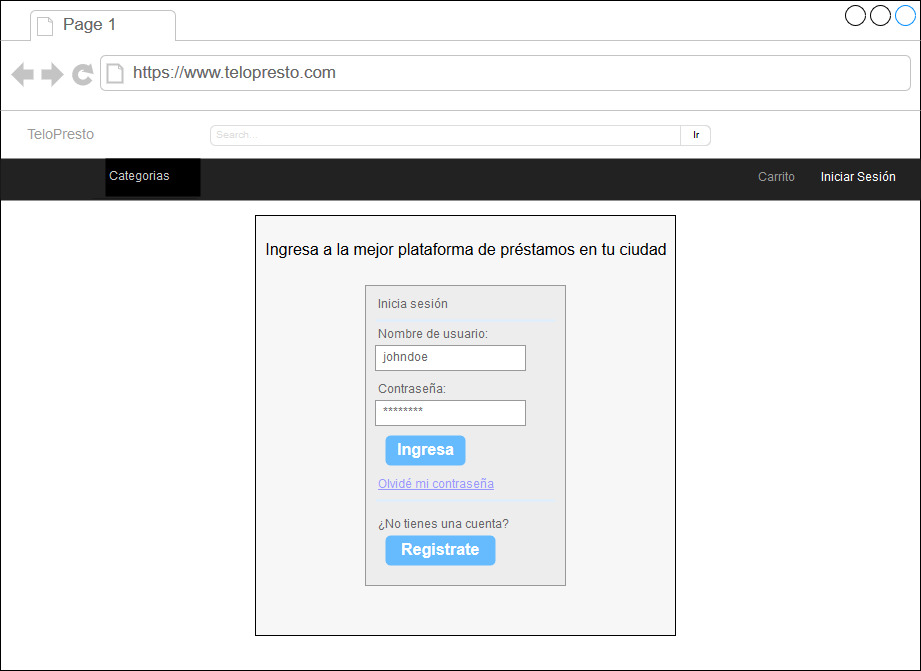 Page 1
https://www.telopresto.com
TeloPresto
Search...
Ir
Categorias
Carrito
Iniciar Sesión
Ingresa a la mejor plataforma de préstamos en tu ciudad
Inicia sesión
Nombre de usuario:
johndoe
Contraseña:
********
Ingresa
Olvidé mi contraseña
¿No tienes una cuenta?
Registrate